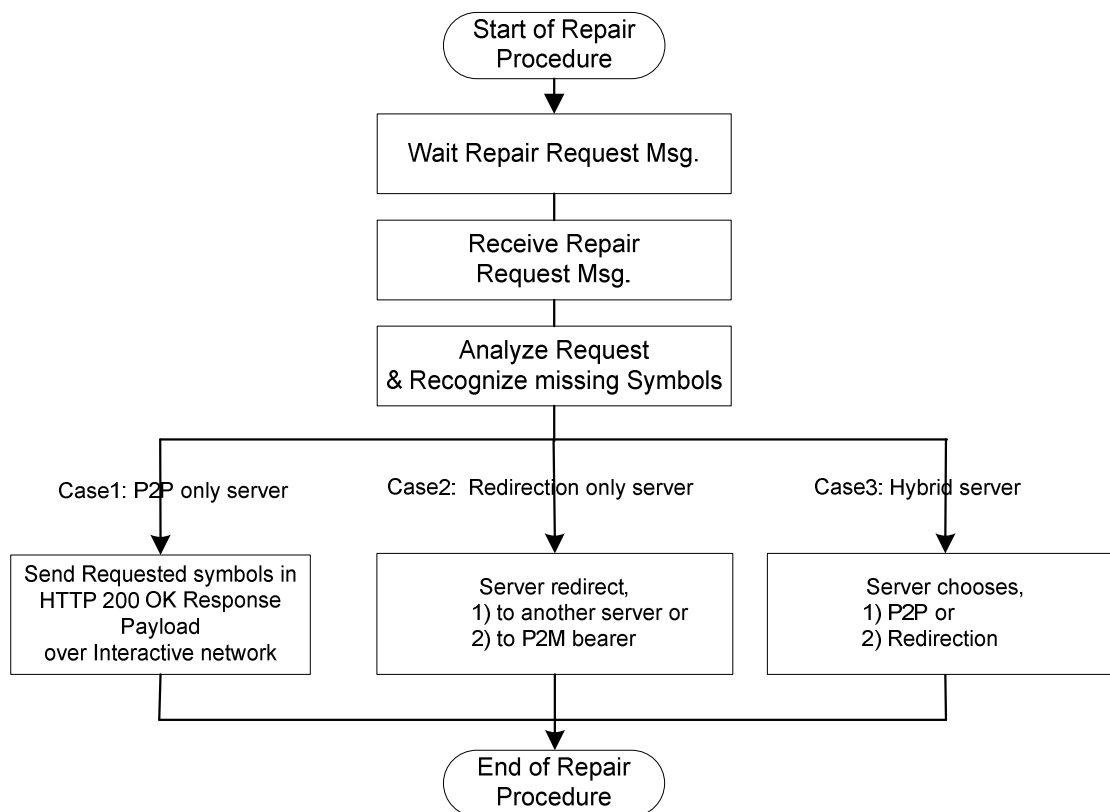 Start of Repair
Procedure
Wait Repair Request Msg.
Receive Repair
Request Msg.
Analyze Request
& Recognize missing Symbols
Case1: P2P only server
Case2: Redirection only server
Case3: Hybrid server
Send Requested symbols in
HTTP 200 OK Response
Payload
over Interactive network
Server redirect,
1) to another server or
2) to P2M bearer
Server chooses,
1) P2P or
2) Redirection
End of Repair
Procedure